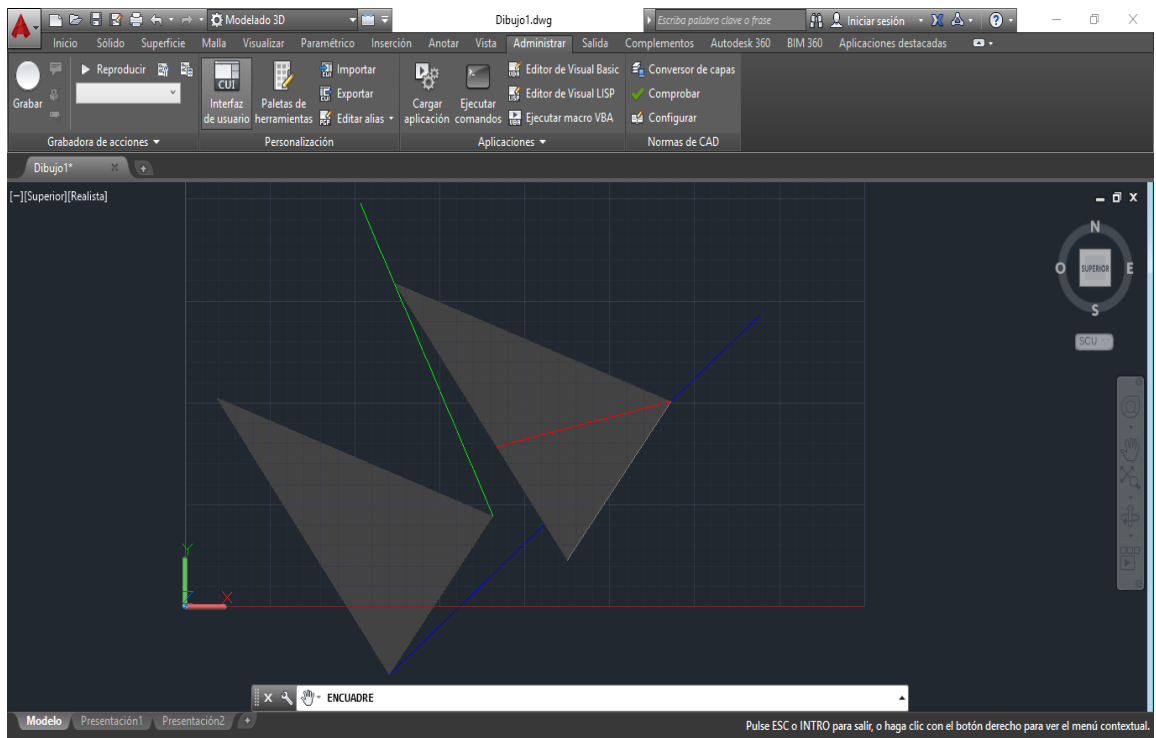 Modelado 3D
Dibujo1.dwg
Escriba palabra clave o frase
Iniciar sesión
Inicio Sólido Superficie Malla Visualizar Paramétrico Inserción Anotar Vista Administrar Salida Complementos Autodesk 360 BIM 360 Aplicaciones destacadas
Grabar
Reproducir
Grabadora de acciones
CUI
Interfaz
de usuario
Paletas de
herramientas
Importar
Exportar
Editar alias
Personalización
Cargar
aplicación
Ejecutar
comandos
Editor de Visual Basic
Editor de Visual LISP
Ejecutar macro VBA
Aplicaciones
Conversor de capas
Comprobar
Configurar
Normas de CAD
Dibujo1*
[−][Superior][Realista]
N
O SUPERIOR E
S
SCU
Y
Z X
ENCUADRE
Modelo Presentación1 Presentación2
Pulse ESC o INTRO para salir, o haga clic con el botón derecho para ver el menú contextual.